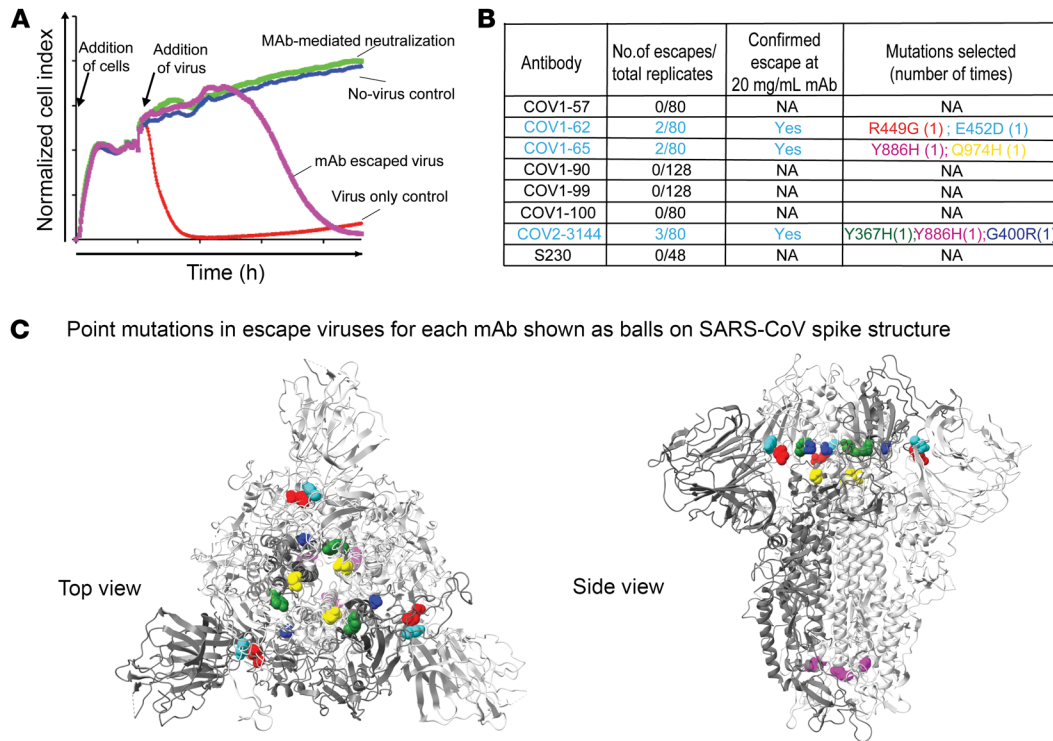 A
Normalized cell index
Addition
of cells
Addition
of virus
MAb-mediated neutralization
No-virus control
mAb escaped virus
Virus only control
Time (h)
B
Antibody
No.of escapes/
total replicates
Confirmed
escape at
20 mg/mL mAb
Mutations selected
(number of times)
COV1-57 0/80 NA NA
COV1-62 2/80 Yes R449G (1) ; E452D (1)
COV1-65 2/80 Yes Y886H (1); Q974H (1)
COV1-90 0/128 NA NA
COV1-99 0/128 NA NA
COV1-100 0/80 NA NA
COV2-3144 3/80 Yes Y367H(1);Y886H(1);G400R(1)
S230 0/48 NA NA
C Point mutations in escape viruses for each mAb shown as balls on SARS-CoV spike structure
Top view
Side view